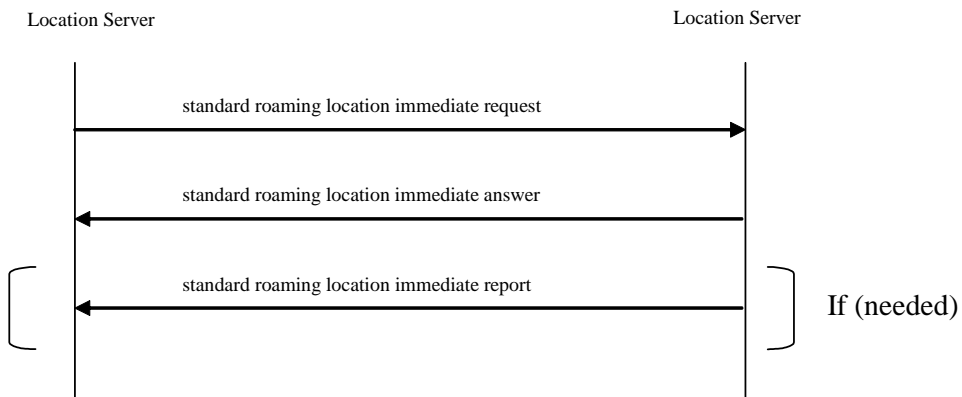 Location Server
Location Server
standard roaming location immediate request
standard roaming location immediate answer
standard roaming location immediate report
If (needed)